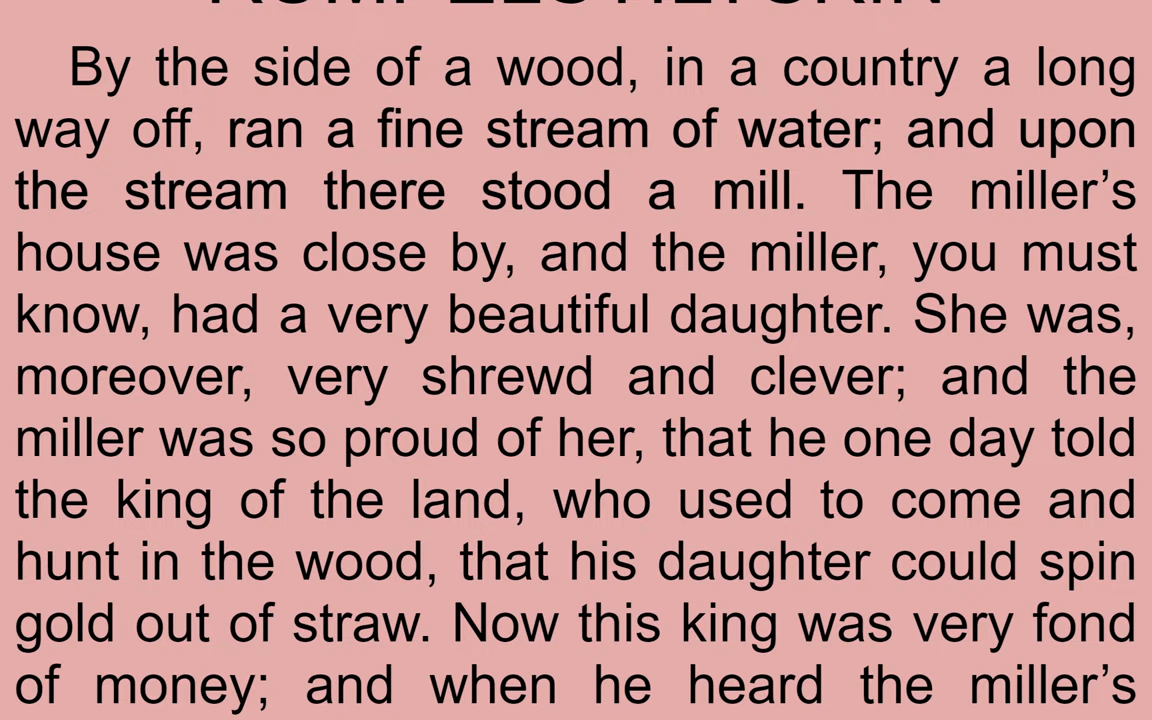 RUMPELSTILTSKIN
By the side of a wood, in a country a long
way off, ran a fine stream of water; and upon
the stream there stood a mill. The miller’s
house was close by, and the miller, you must
know, had a very beautiful daughter. She was,
moreover, very shrewd and clever; and the
miller was so proud of her, that he one day told
the king of the land, who used to come and
hunt in the wood, that his daughter could spin
gold out of straw. Now this king was very fond
of money; and when he heard the miller’s